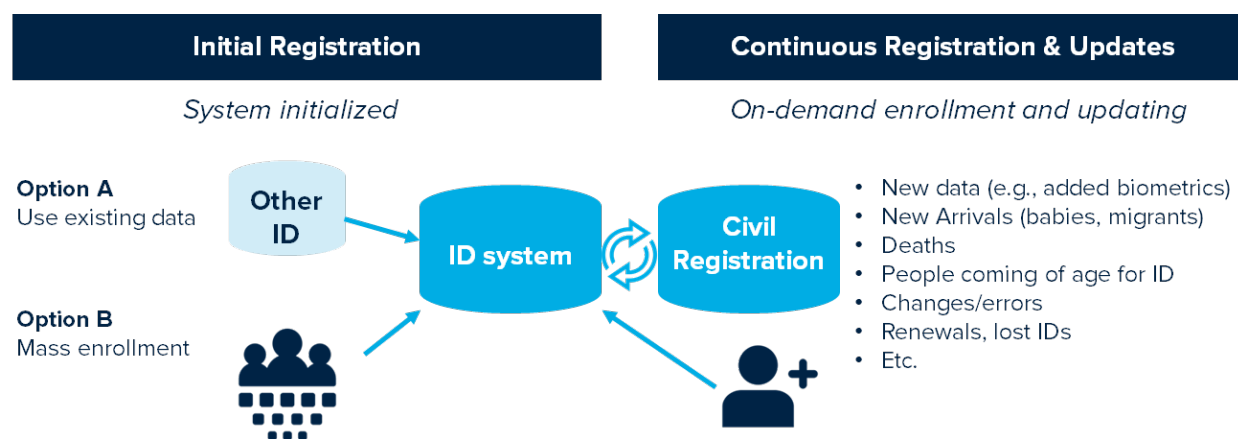 Initial Registration
System initialized
Option A
Use existing data
Other
ID
Option B
Mass enrollment
ID system
Continuous Registration & Updates
On-demand enrollment and updating
Civil
Registration
• New data (e.g., added biometrics)
• New Arrivals (babies, migrants)
• Deaths
• People coming of age for ID
• Changes/errors
• Renewals, lost IDs
• Etc.